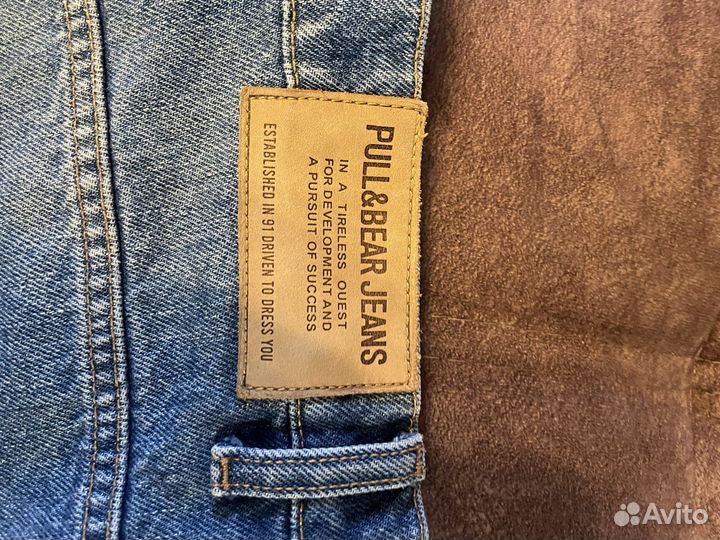 PULL&BEAR JEANS
IN A TIRELESS QUEST
FOR DEVELOPMENT AND
A PURSUIT OF SUCCESS
ESTABLISHED IN 91 DRIVEN TO DRESS YOU
Avito